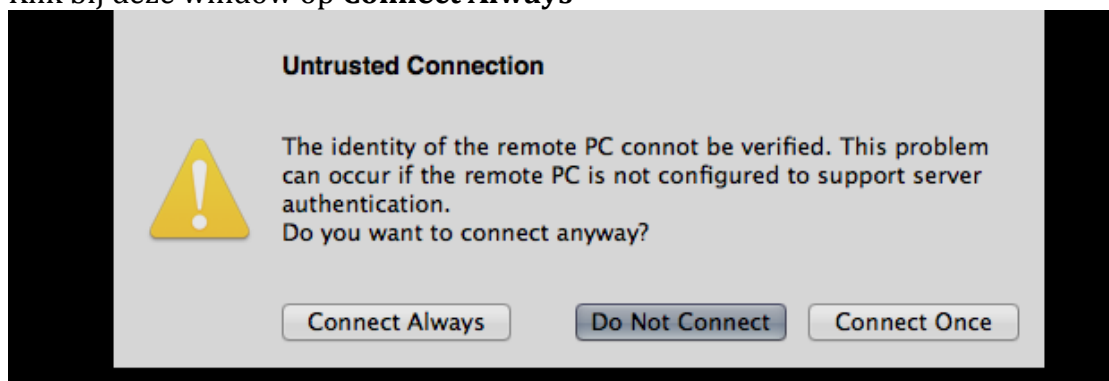 Klik bij deze window op Connect Always
Untrusted Connection
The identity of the remote PC connot be verified. This problem
can occur if the remote PC is not configured to support server
authentication.
Do you want to connect anyway?
Connect Always
Do Not Connect
Connect Once